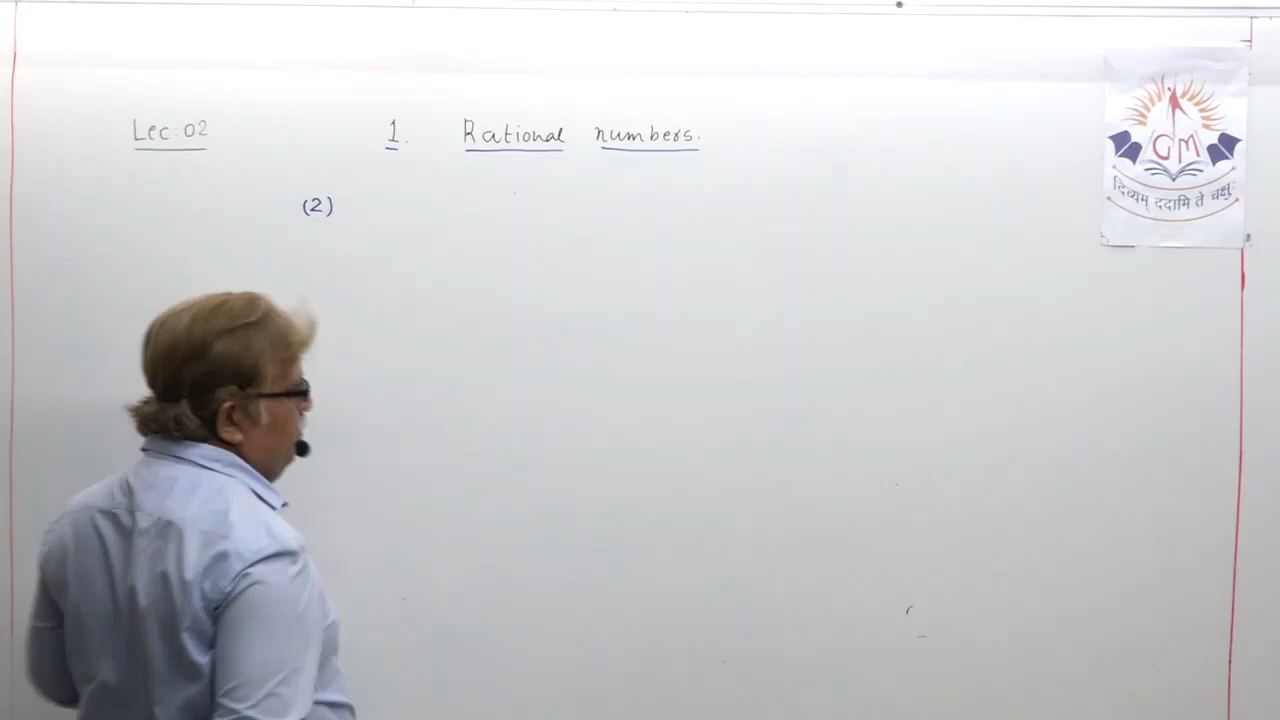 Lec:02 1. Rational numbers.
(2)
GM
दिव्यम् ददामि ते चक्षुः